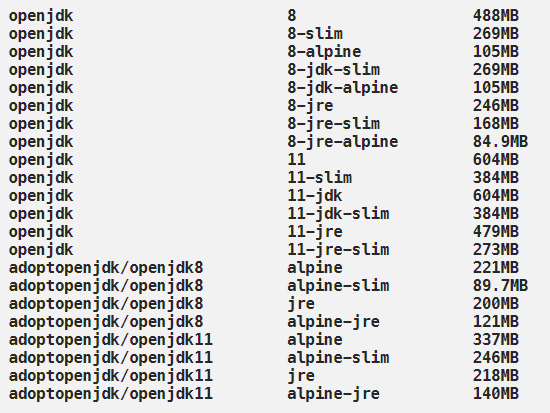 openjdk 8 488MB
openjdk 8-slim 269MB
openjdk 8-alpine 105MB
openjdk 8-jdk-slim 269MB
openjdk 8-jdk-alpine 105MB
openjdk 8-jre 246MB
openjdk 8-jre-slim 168MB
openjdk 8-jre-alpine 84.9MB
openjdk 11 604MB
openjdk 11-slim 384MB
openjdk 11-jdk 604MB
openjdk 11-jdk-slim 384MB
openjdk 11-jre 479MB
openjdk 11-jre-slim 273MB
adoptopenjdk/openjdk8 alpine 221MB
adoptopenjdk/openjdk8 alpine-slim 89.7MB
adoptopenjdk/openjdk8 jre 200MB
adoptopenjdk/openjdk8 alpine-jre 121MB
adoptopenjdk/openjdk11 alpine 337MB
adoptopenjdk/openjdk11 alpine-slim 246MB
adoptopenjdk/openjdk11 jre 218MB
adoptopenjdk/openjdk11 alpine-jre 140MB